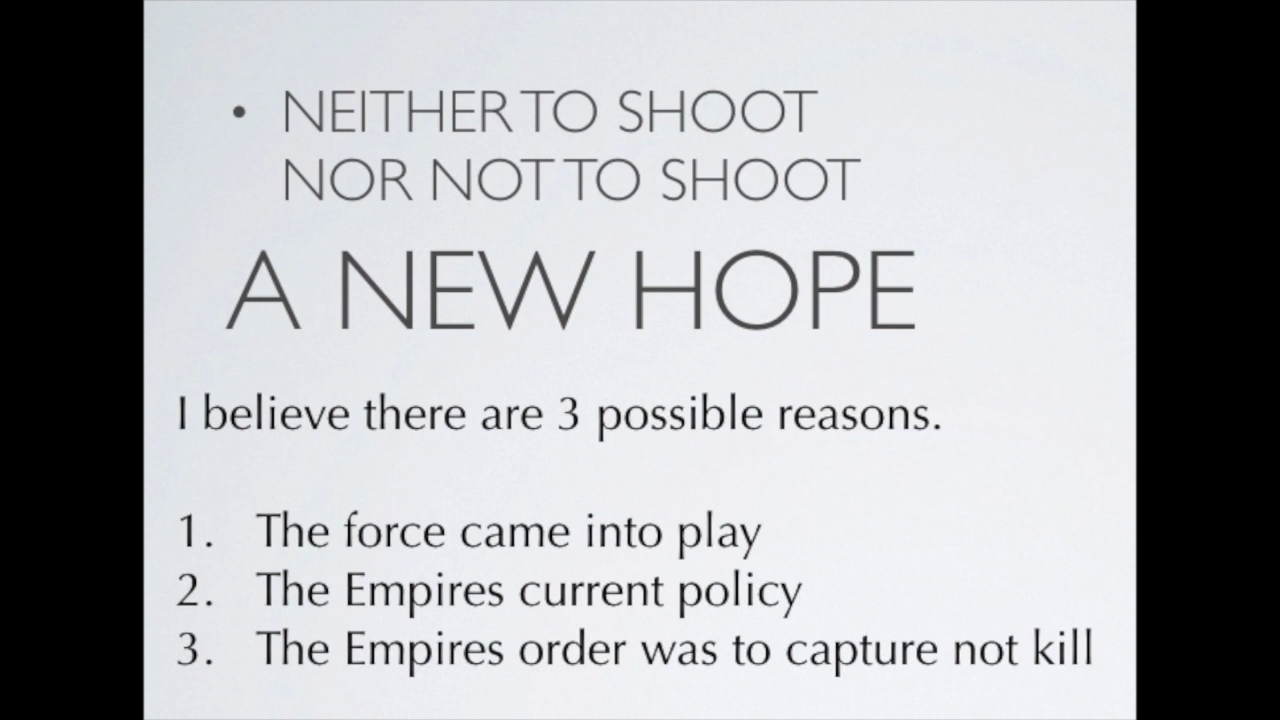 • NEITHER TO SHOOT
NOR NOT TO SHOOT
A NEW HOPE
I believe there are 3 possible reasons.
1. The force came into play
2. The Empires current policy
3. The Empires order was to capture not kill